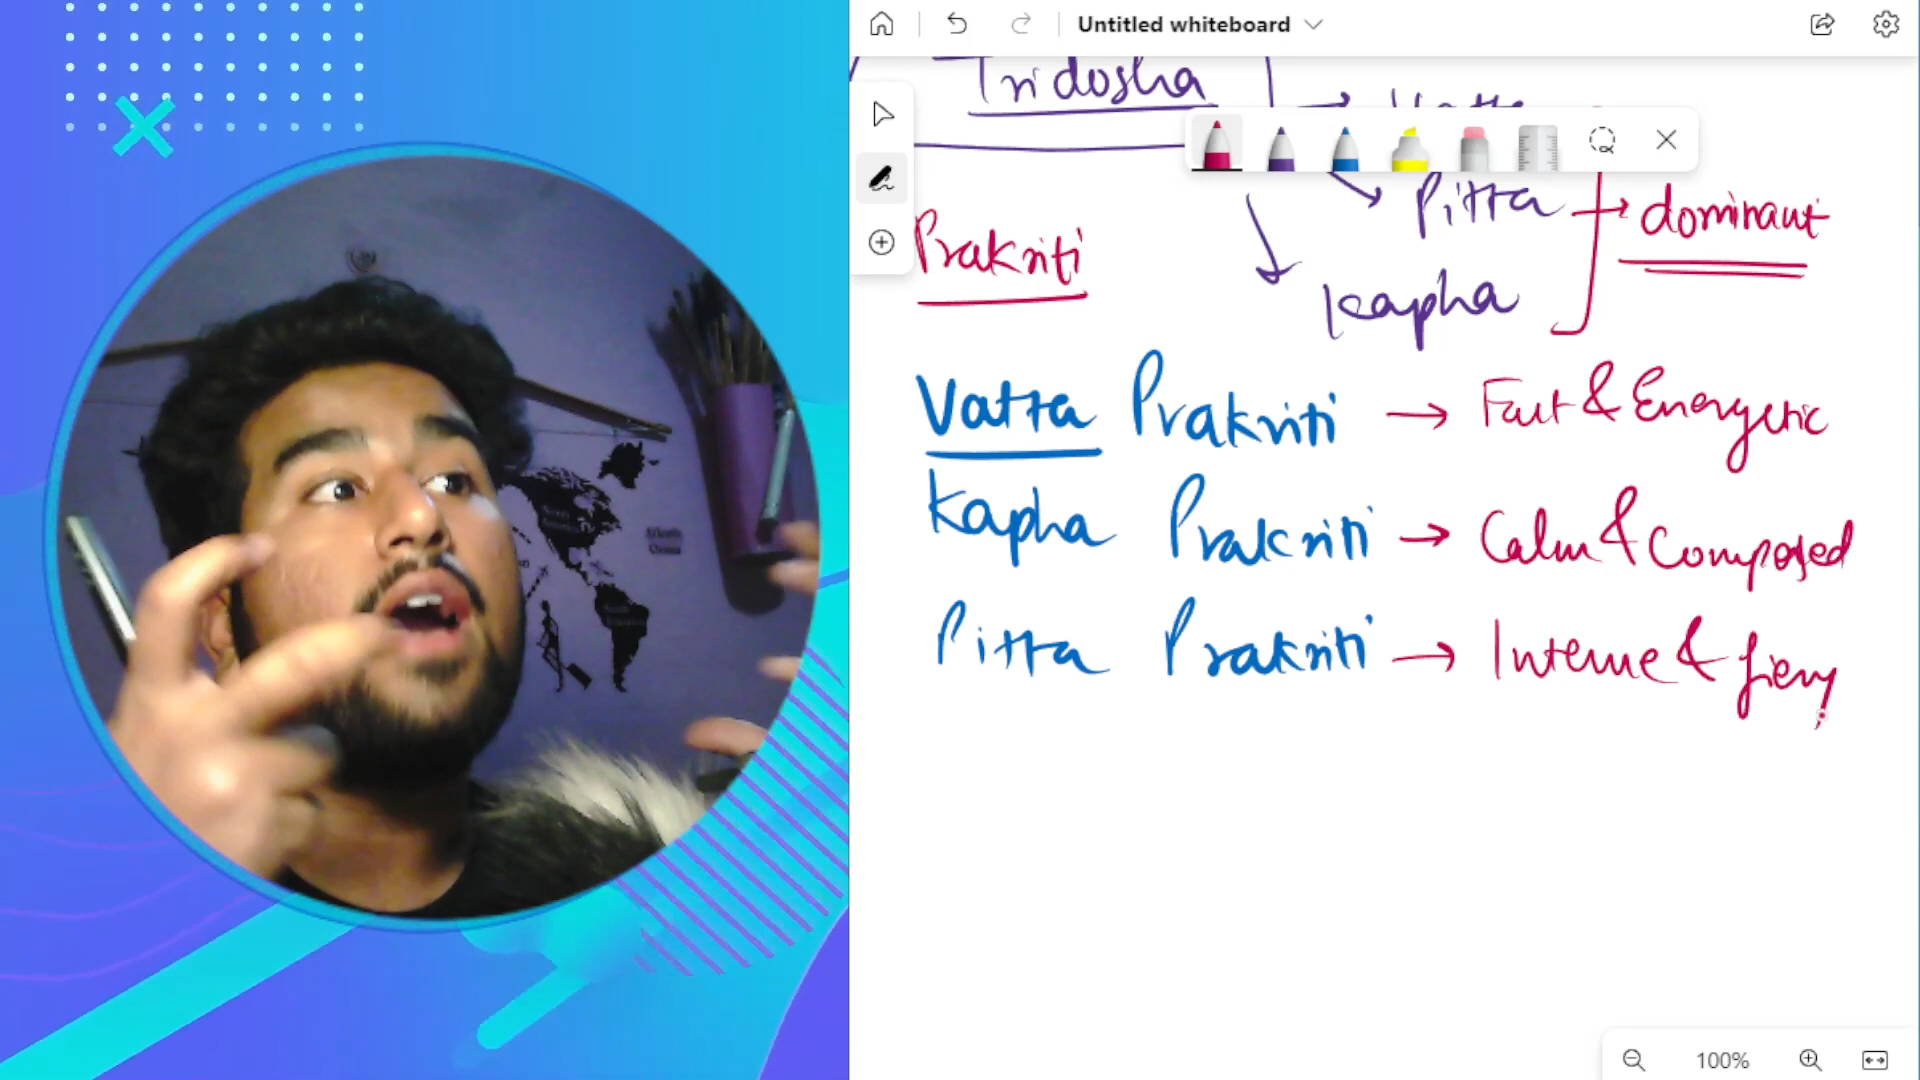 Untitled whiteboard
Tridosha
Pitta → dominant
Prakriti
Kapha
Vatta Prakriti → Fast & Energetic
Kapha Prakriti → Calm & Composed
Pitta Prakriti → Intense & fiery
100%